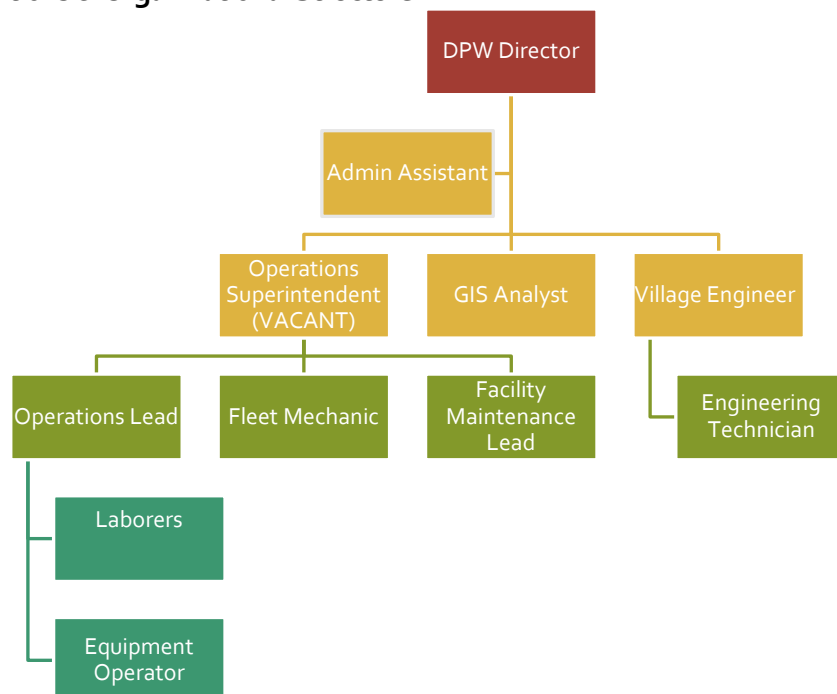 DPW Director
Admin Assistant
Operations
Superintendent
(VACANT)
GIS Analyst
Village Engineer
Operations Lead
Fleet Mechanic
Facility
Maintenance
Lead
Engineering
Technician
Laborers
Equipment
Operator